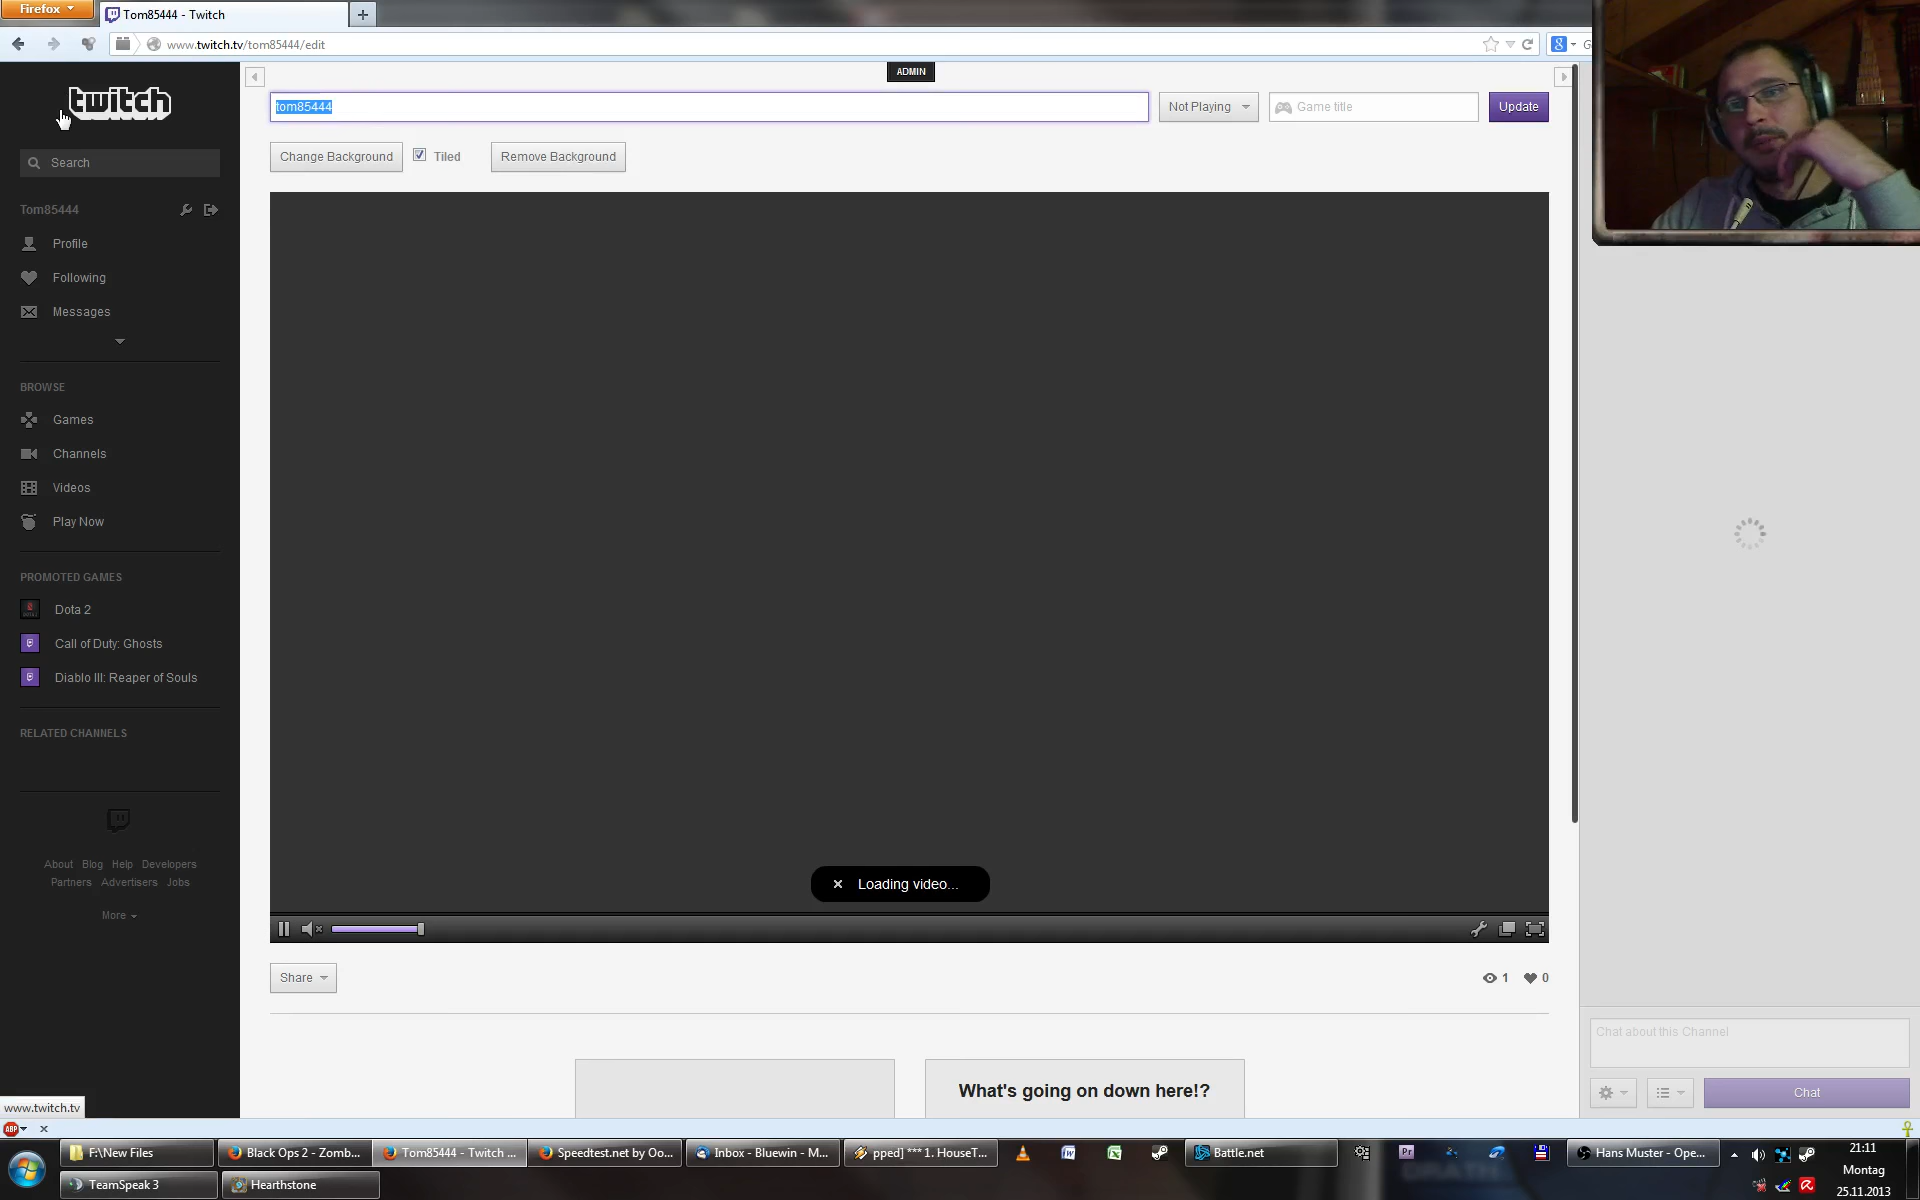 Firefox
Tom85444 - Twitch
www.twitch.tv/tom85444/edit
ADMIN
twitch
tom85444
Not Playing
Game title
Update
Change Background
Tiled
Remove Background
Search
Tom85444
Profile
Following
Messages
BROWSE
Games
Channels
Videos
Play Now
PROMOTED GAMES
Dota 2
Call of Duty: Ghosts
Diablo III: Reaper of Souls
RELATED CHANNELS
About Blog Help Developers
Partners Advertisers Jobs
More
Loading video...
Share
1
0
What's going on down here!?
Chat about this Channel
Chat
www.twitch.tv
ABP
F:\New Files
Black Ops 2 - Zomb...
Tom85444 - Twitch ...
Speedtest.net by Oo...
Inbox - Bluewin - M...
pped] *** 1. HouseT...
Battle.net
Pr
Hans Muster - Ope...
21:11
Montag
25.11.2013
TeamSpeak 3
Hearthstone